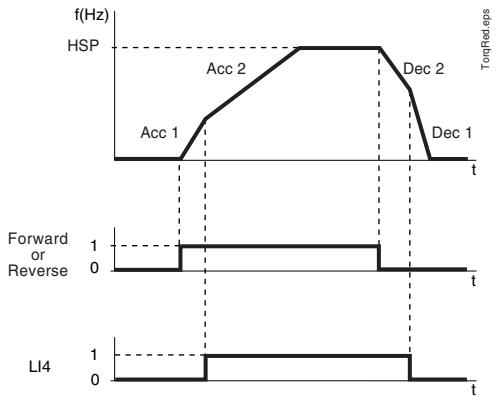 f(Hz)
HSP
Acc 2
Dec 2
Acc 1
Dec 1
t
TorqRed.eps
Forward
or
Reverse
1
0
t
LI4
1
0
t